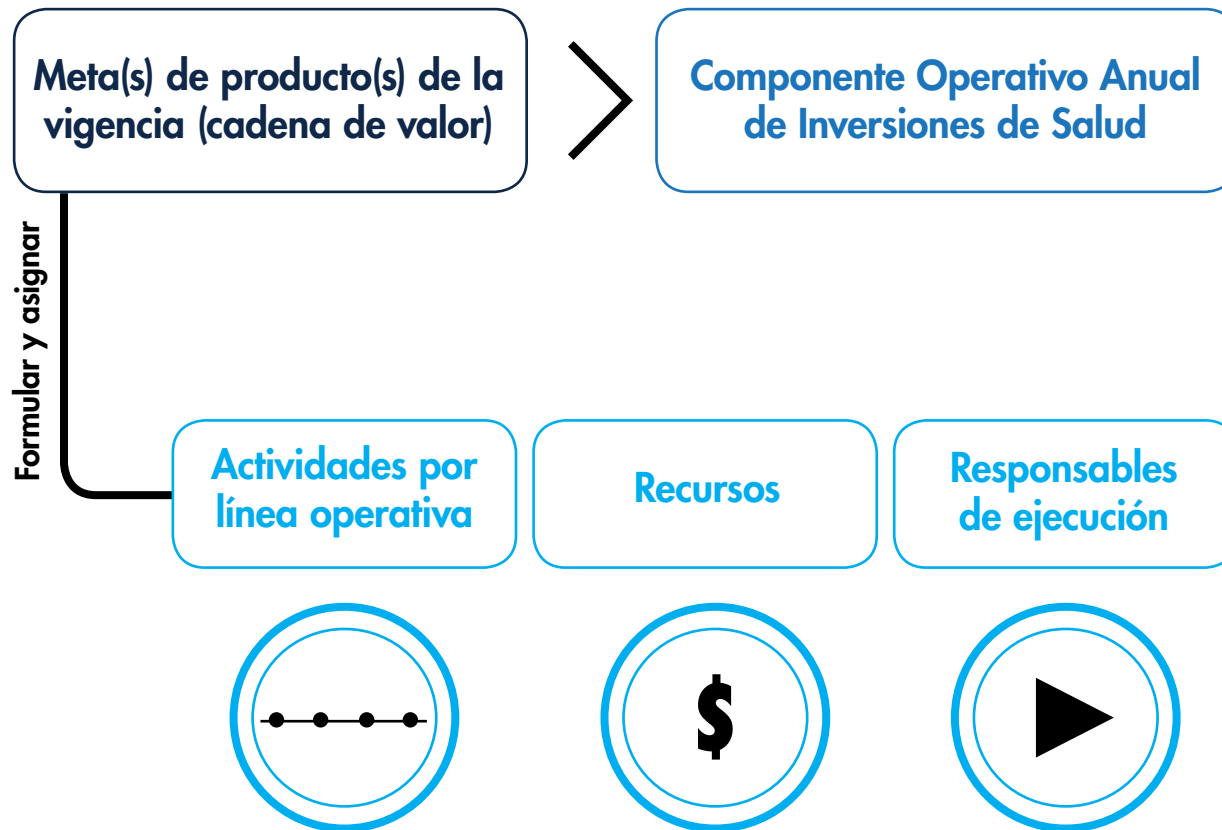 Meta(s) de producto(s) de la
vigencia (cadena de valor)
Componente Operativo Anual
de Inversiones de Salud
Formular y asignar
Actividades por
línea operativa
Recursos
Responsables
de ejecución
$